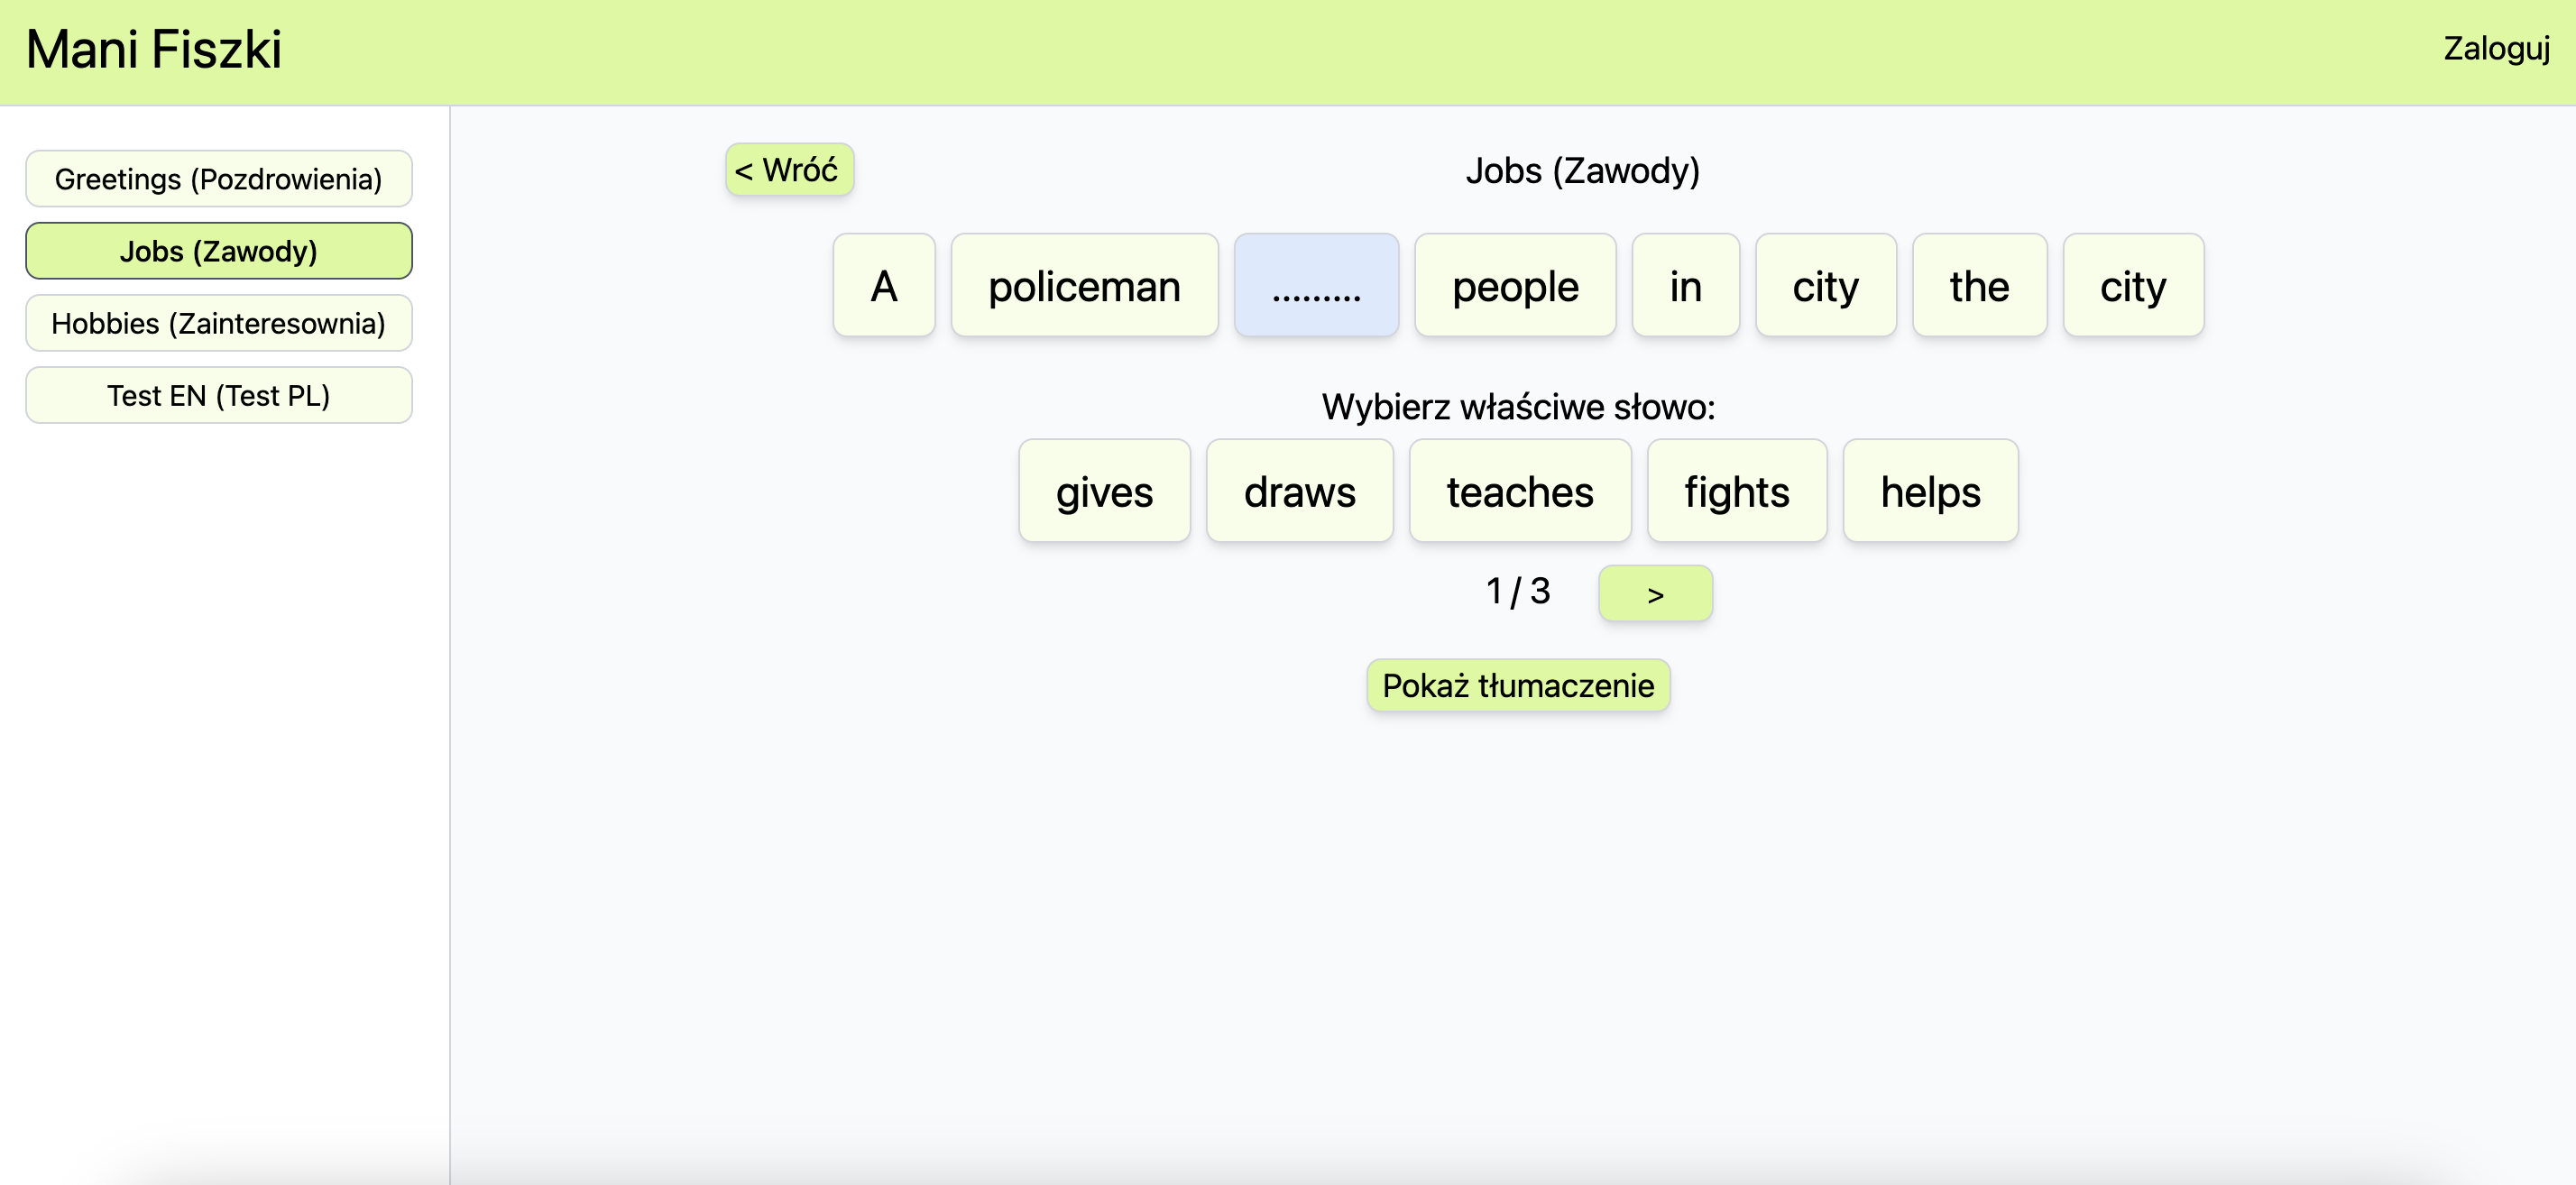 Mani Fiszki
Zaloguj
Greetings (Pozdrowienia)
Jobs (Zawody)
Hobbies (Zainteresownia)
Test EN (Test PL)
< Wróć
Jobs (Zawody)
A policeman ......... people in city the city
Wybierz właściwe słowo:
gives draws teaches fights helps
1 / 3 >
Pokaż tłumaczenie